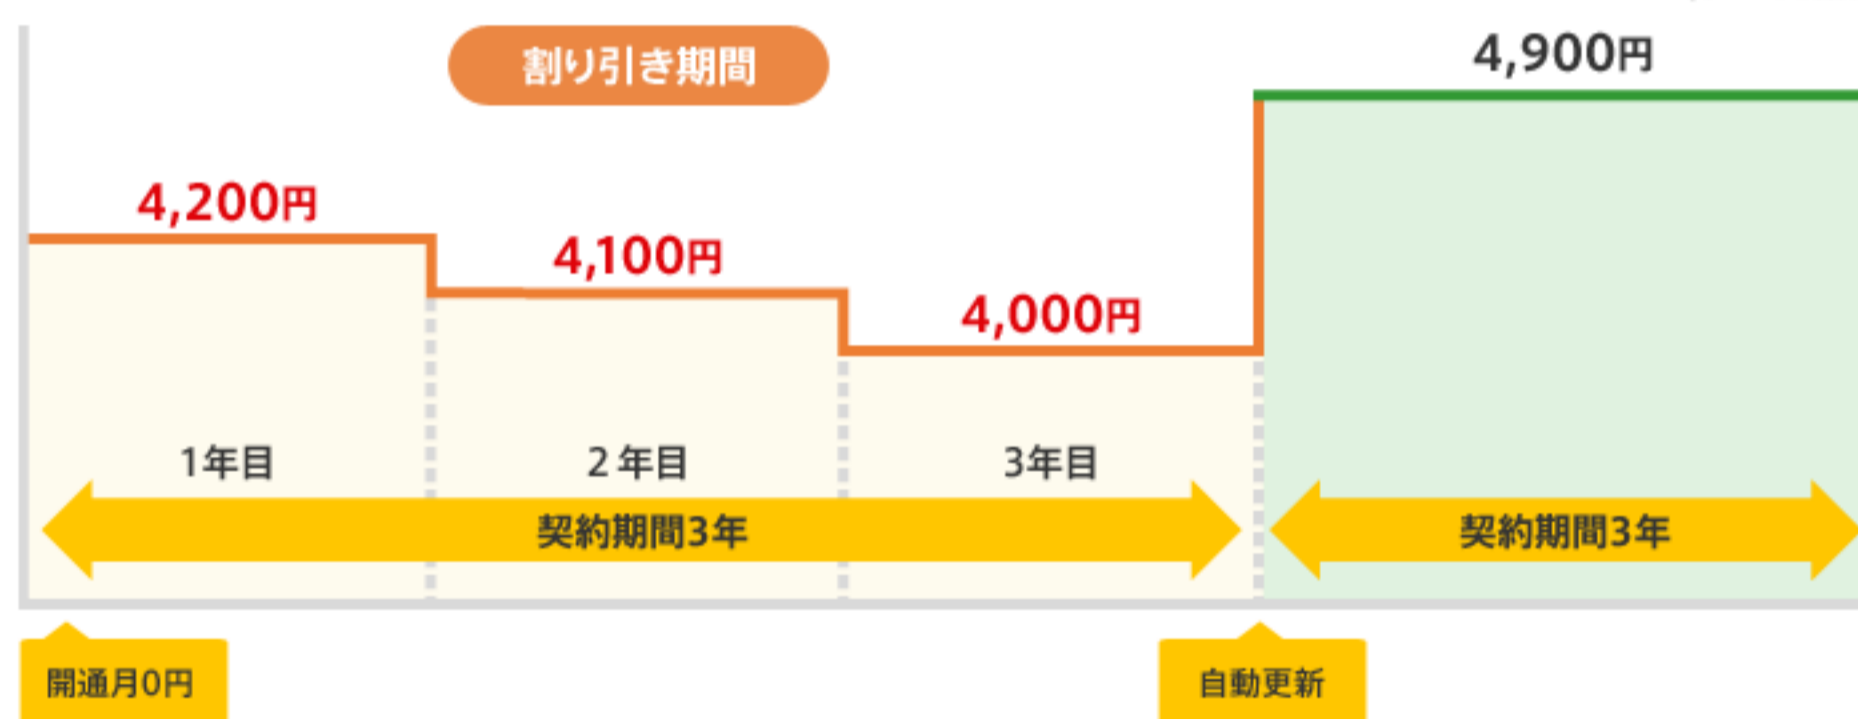 割り引き期間
4,900円
4,200円
4,100円
4,000円
1年目
2年目
3年目
契約期間3年
契約期間3年
開通月0円
自動更新